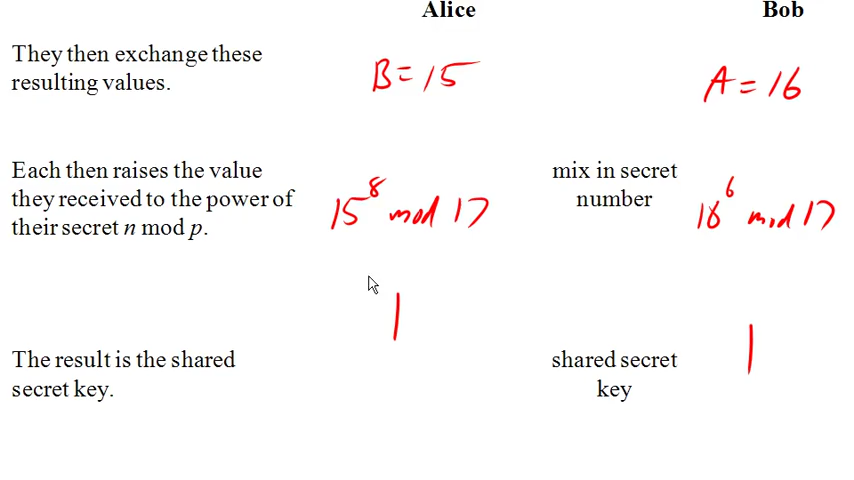 Alice Bob
They then exchange these
resulting values.
B = 15 A = 16
Each then raises the value
they received to the power of
their secret n mod p.
15^8 mod 17
mix in secret
number
16^6 mod 17
1 1
The result is the shared
secret key.
shared secret
key